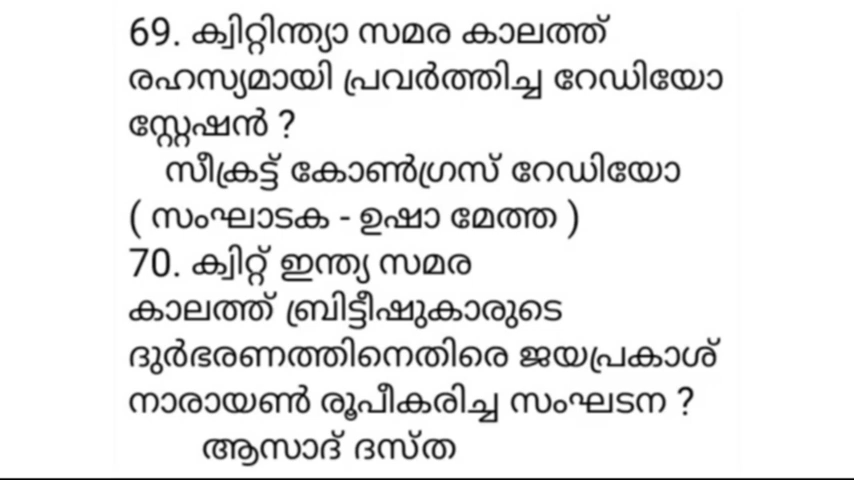 69. ക്വിറ്റിന്ത്യാ സമര കാലത്ത്
രഹസ്യമായി പ്രവർത്തിച്ച റേഡിയോ
സ്റ്റേഷൻ ?
സീക്രട്ട് കോൺഗ്രസ് റേഡിയോ
( സംഘാടക - ഉഷാ മേത്ത )
70. ക്വിറ്റ് ഇന്ത്യ സമര
കാലത്ത് ബ്രിട്ടീഷുകാരുടെ
ദുർഭരണത്തിനെതിരെ ജയപ്രകാശ്
നാരായൺ രൂപീകരിച്ച സംഘടന ?
ആസാദ് ദസ്ത